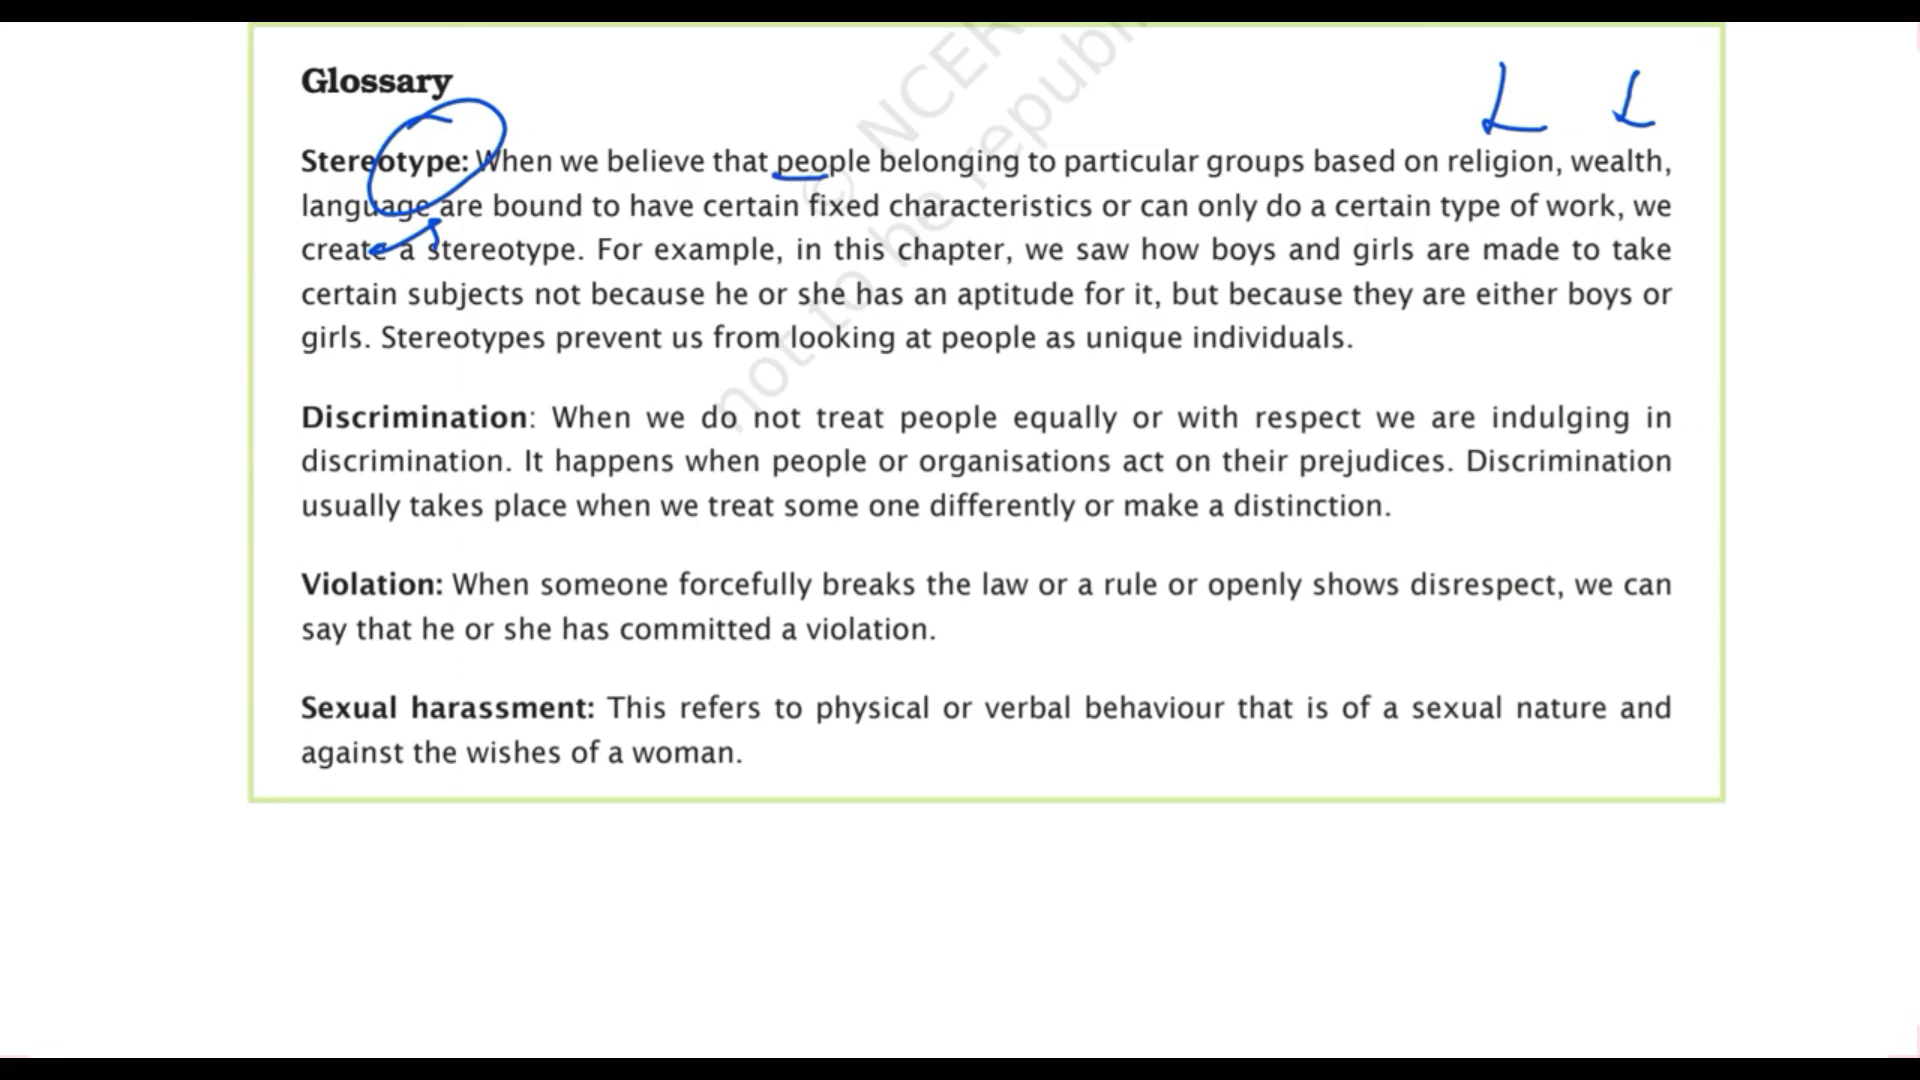 Glossary
Stereotype: When we believe that people belonging to particular groups based on religion, wealth,
language are bound to have certain fixed characteristics or can only do a certain type of work, we
create a stereotype. For example, in this chapter, we saw how boys and girls are made to take
certain subjects not because he or she has an aptitude for it, but because they are either boys or
girls. Stereotypes prevent us from looking at people as unique individuals.
Discrimination: When we do not treat people equally or with respect we are indulging in
discrimination. It happens when people or organisations act on their prejudices. Discrimination
usually takes place when we treat some one differently or make a distinction.
Violation: When someone forcefully breaks the law or a rule or openly shows disrespect, we can
say that he or she has committed a violation.
Sexual harassment: This refers to physical or verbal behaviour that is of a sexual nature and
against the wishes of a woman.
not to be